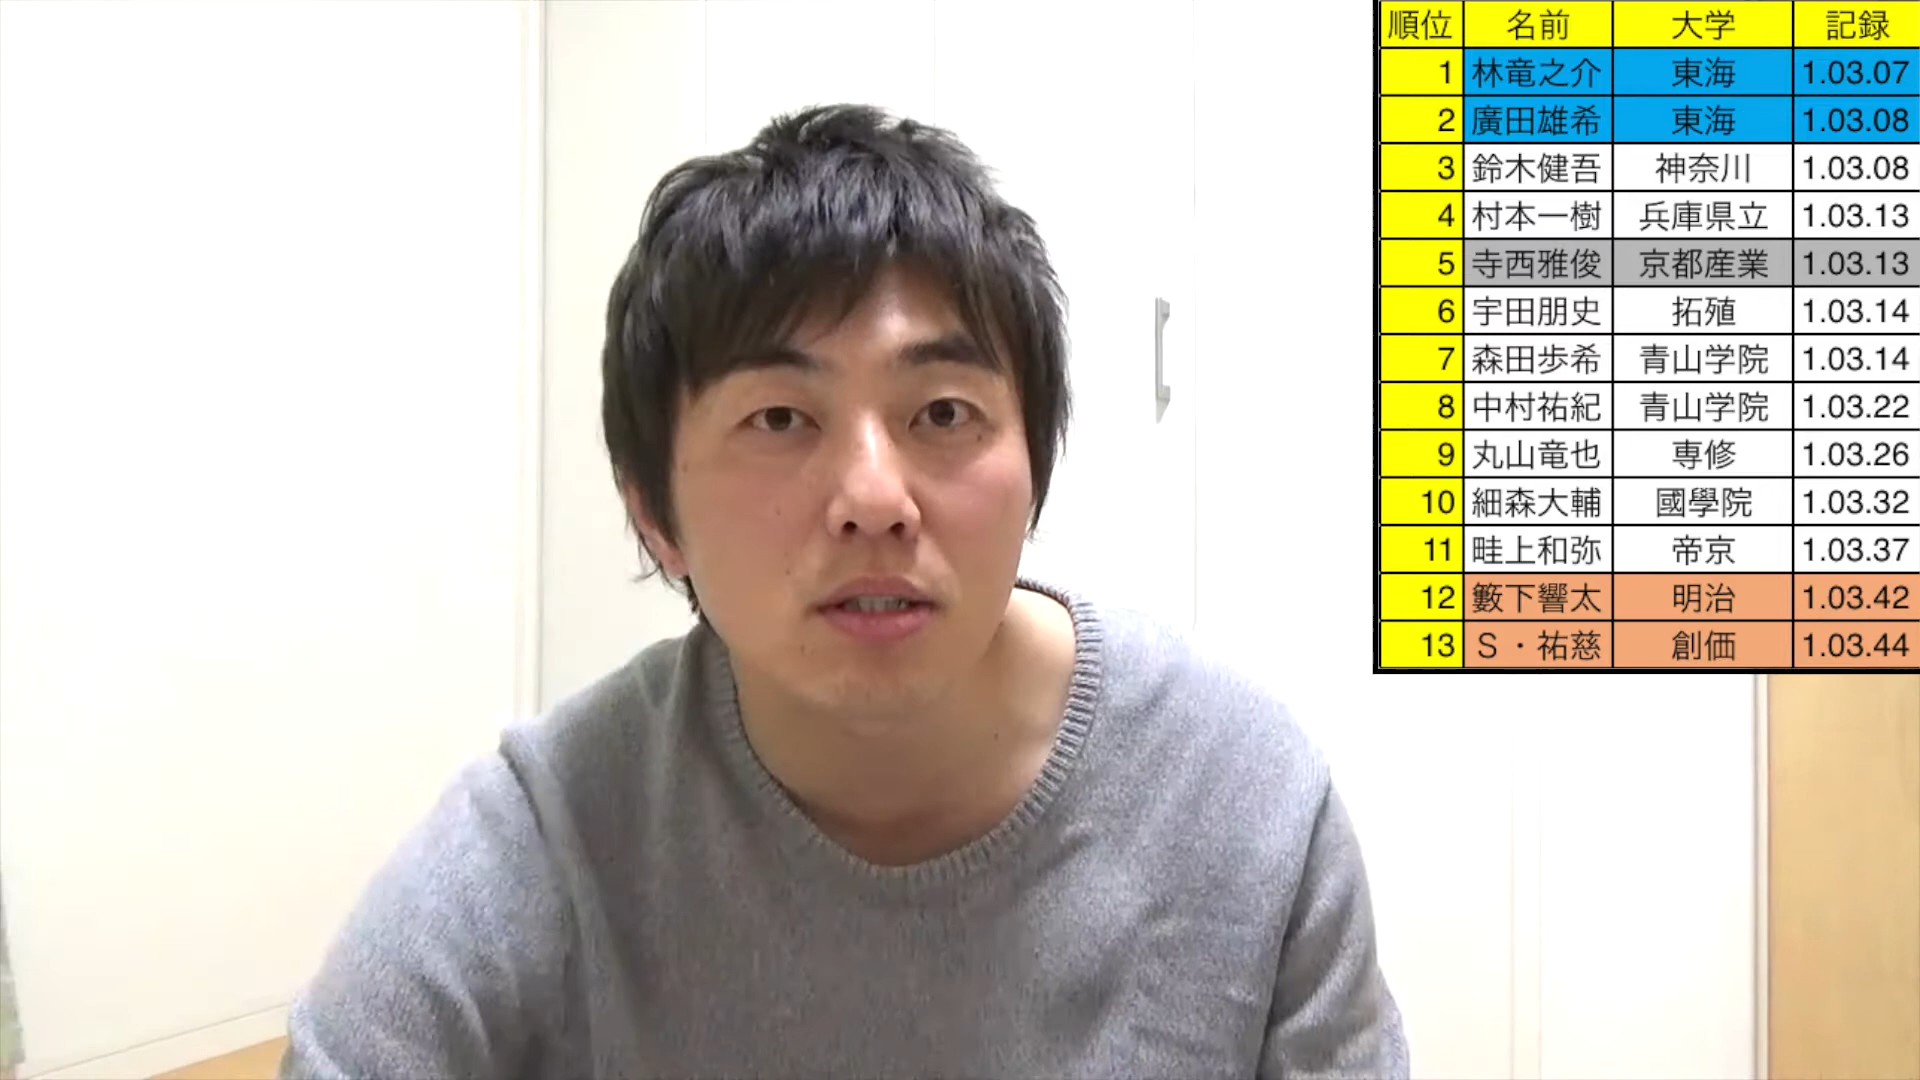 順位 名前 大学 記録
1 林竜之介 東海 1.03.07
2 廣田雄希 東海 1.03.08
3 鈴木健吾 神奈川 1.03.08
4 村本一樹 兵庫県立 1.03.13
5 寺西雅俊 京都産業 1.03.13
6 宇田朋史 拓殖 1.03.14
7 森田歩希 青山学院 1.03.14
8 中村祐紀 青山学院 1.03.22
9 丸山竜也 専修 1.03.26
10 細森大輔 國學院 1.03.32
11 畦上和弥 帝京 1.03.37
12 籔下響太 明治 1.03.42
13 S・祐慈 創価 1.03.44